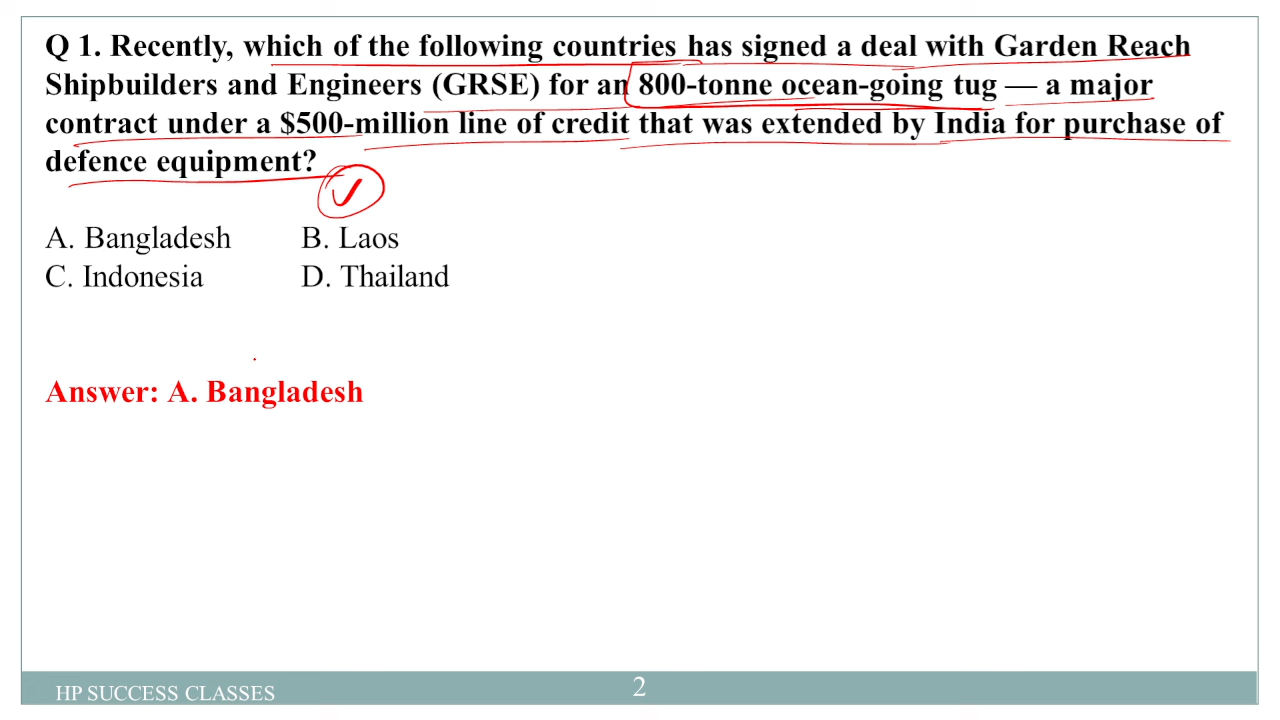 Q 1. Recently, which of the following countries has signed a deal with Garden Reach
Shipbuilders and Engineers (GRSE) for an 800-tonne ocean-going tug — a major
contract under a $500-million line of credit that was extended by India for purchase of
defence equipment?
A. Bangladesh B. Laos
C. Indonesia D. Thailand
Answer: A. Bangladesh
HP SUCCESS CLASSES 2